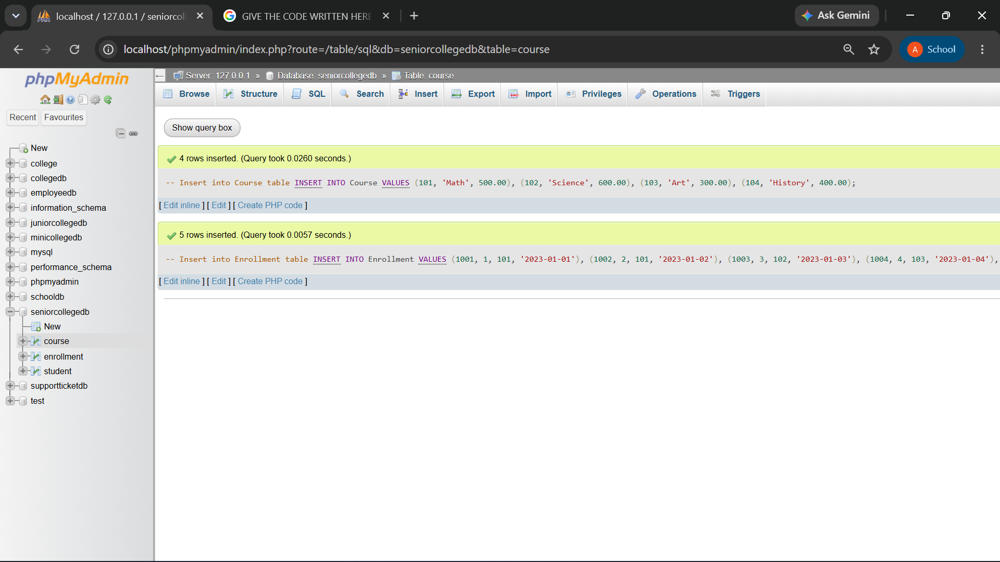 localhost / 127.0.0.1 / seniorcoll
GIVE THE CODE WRITTEN HERE
Ask Gemini
localhost/phpmyadmin/index.php?route=/table/sql&db=seniorcollegedb&table=course
A School
phpMyAdmin
Recent Favourites
New
college
collegedb
employeedb
information_schema
juniorcollegedb
minicollegedb
mysql
performance_schema
phpmyadmin
schooldb
seniorcollegedb
New
course
enrollment
student
supportticketdb
test
Server: 127.0.0.1 » Database: seniorcollegedb » Table: course
Browse Structure SQL Search Insert Export Import Privileges Operations Triggers
Show query box
4 rows inserted. (Query took 0.0260 seconds.)
-- Insert into Course table INSERT INTO Course VALUES (101, 'Math', 500.00), (102, 'Science', 600.00), (103, 'Art', 300.00), (104, 'History', 400.00);
[ Edit inline ] [ Edit ] [ Create PHP code ]
5 rows inserted. (Query took 0.0057 seconds.)
-- Insert into Enrollment table INSERT INTO Enrollment VALUES (1001, 1, 101, '2023-01-01'), (1002, 2, 101, '2023-01-02'), (1003, 3, 102, '2023-01-03'), (1004, 4, 103, '2023-01-04'),
[ Edit inline ] [ Edit ] [ Create PHP code ]